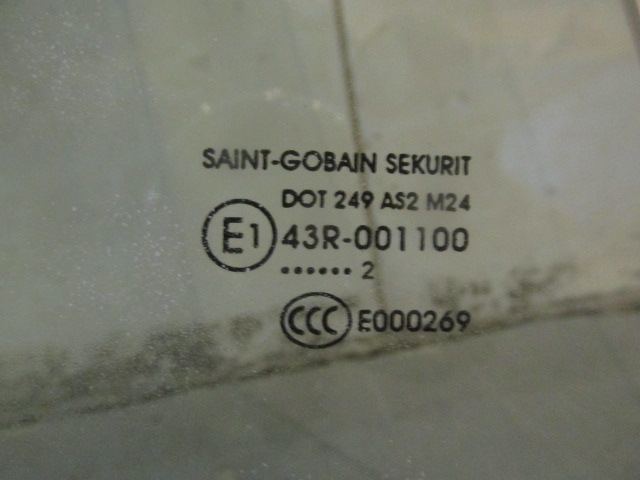 SAINT-GOBAIN SEKURIT
DOT 249 AS2 M24
E1 43R-001100
•••••• 2
CCC E000269